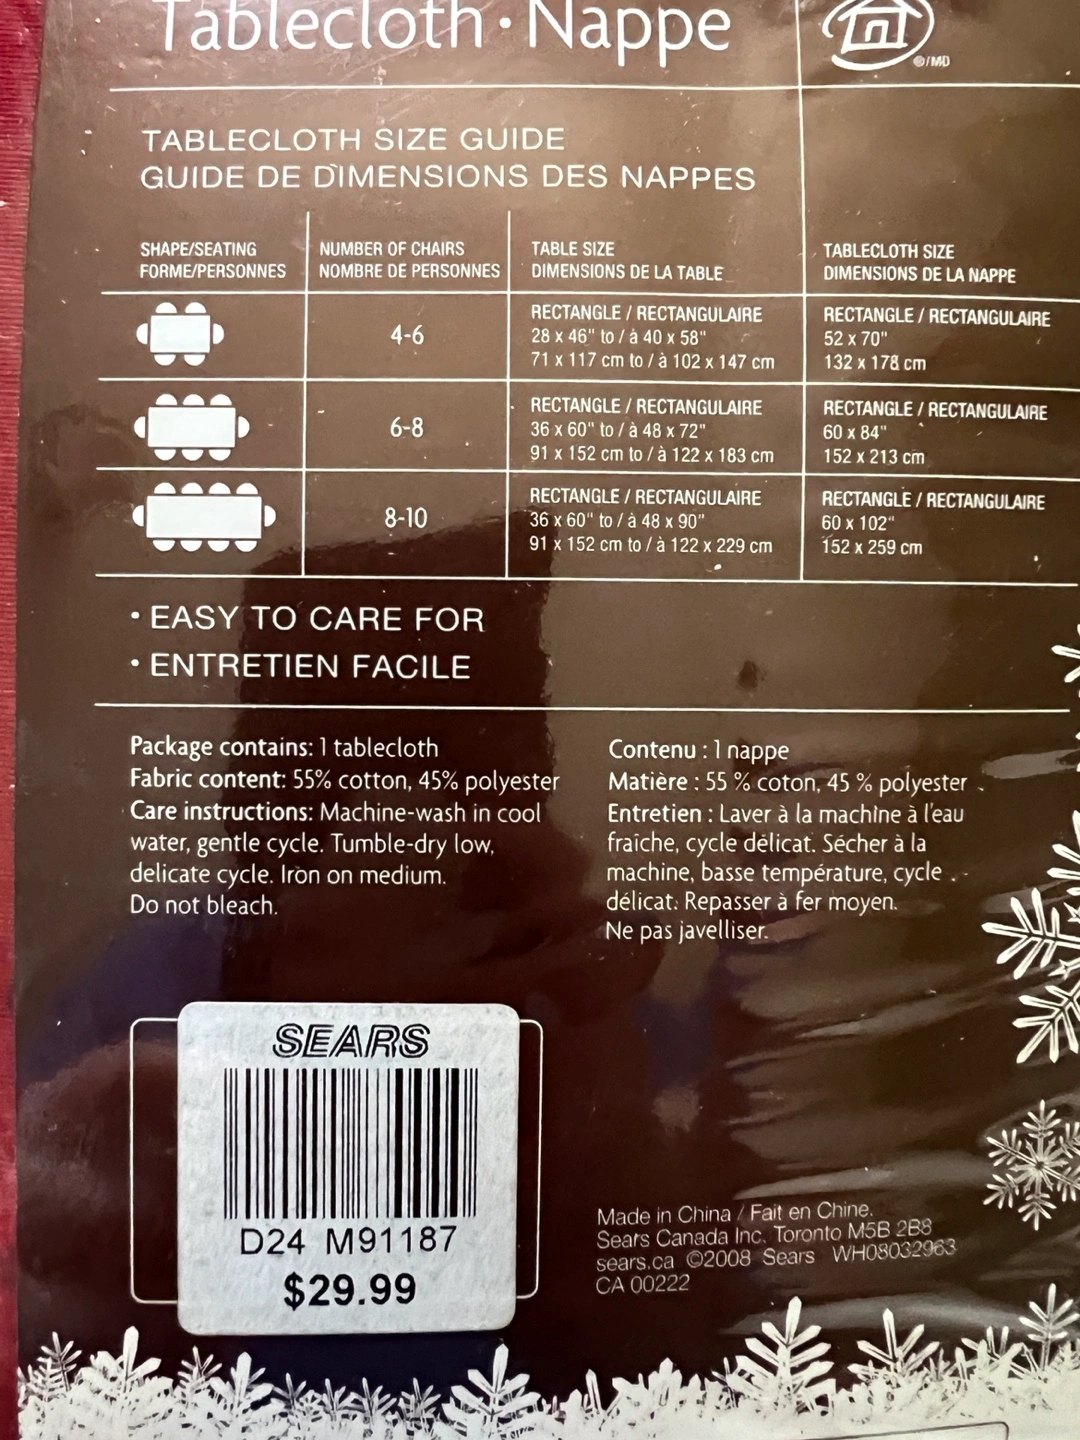 Tablecloth · Nappe
®/MD
TABLECLOTH SIZE GUIDE
GUIDE DE DIMENSIONS DES NAPPES
SHAPE/SEATING
FORME/PERSONNES
NUMBER OF CHAIRS
NOMBRE DE PERSONNES
TABLE SIZE
DIMENSIONS DE LA TABLE
TABLECLOTH SIZE
DIMENSIONS DE LA NAPPE
4-6
RECTANGLE / RECTANGULAIRE
28 x 46" to / à 40 x 58"
71 x 117 cm to / à 102 x 147 cm
RECTANGLE / RECTANGULAIRE
52 x 70"
132 x 178 cm
6-8
RECTANGLE / RECTANGULAIRE
36 x 60" to / à 48 x 72"
91 x 152 cm to / à 122 x 183 cm
RECTANGLE / RECTANGULAIRE
60 x 84"
152 x 213 cm
8-10
RECTANGLE / RECTANGULAIRE
36 x 60" to / à 48 x 90"
91 x 152 cm to / à 122 x 229 cm
RECTANGLE / RECTANGULAIRE
60 x 102"
152 x 259 cm
• EASY TO CARE FOR
• ENTRETIEN FACILE
Package contains: 1 tablecloth
Fabric content: 55% cotton, 45% polyester
Care instructions: Machine-wash in cool
water, gentle cycle. Tumble-dry low,
delicate cycle. Iron on medium.
Do not bleach.
Contenu : 1 nappe
Matière : 55 % coton, 45 % polyester
Entretien : Laver à la machine à l'eau
fraîche, cycle délicat. Sécher à la
machine, basse température, cycle
délicat. Repasser à fer moyen.
Ne pas javelliser.
SEARS
D24 M91187
$29.99
Made in China / Fait en Chine.
Sears Canada Inc. Toronto M5B 2B8
sears.ca ©2008 Sears WH08032963
CA 00222